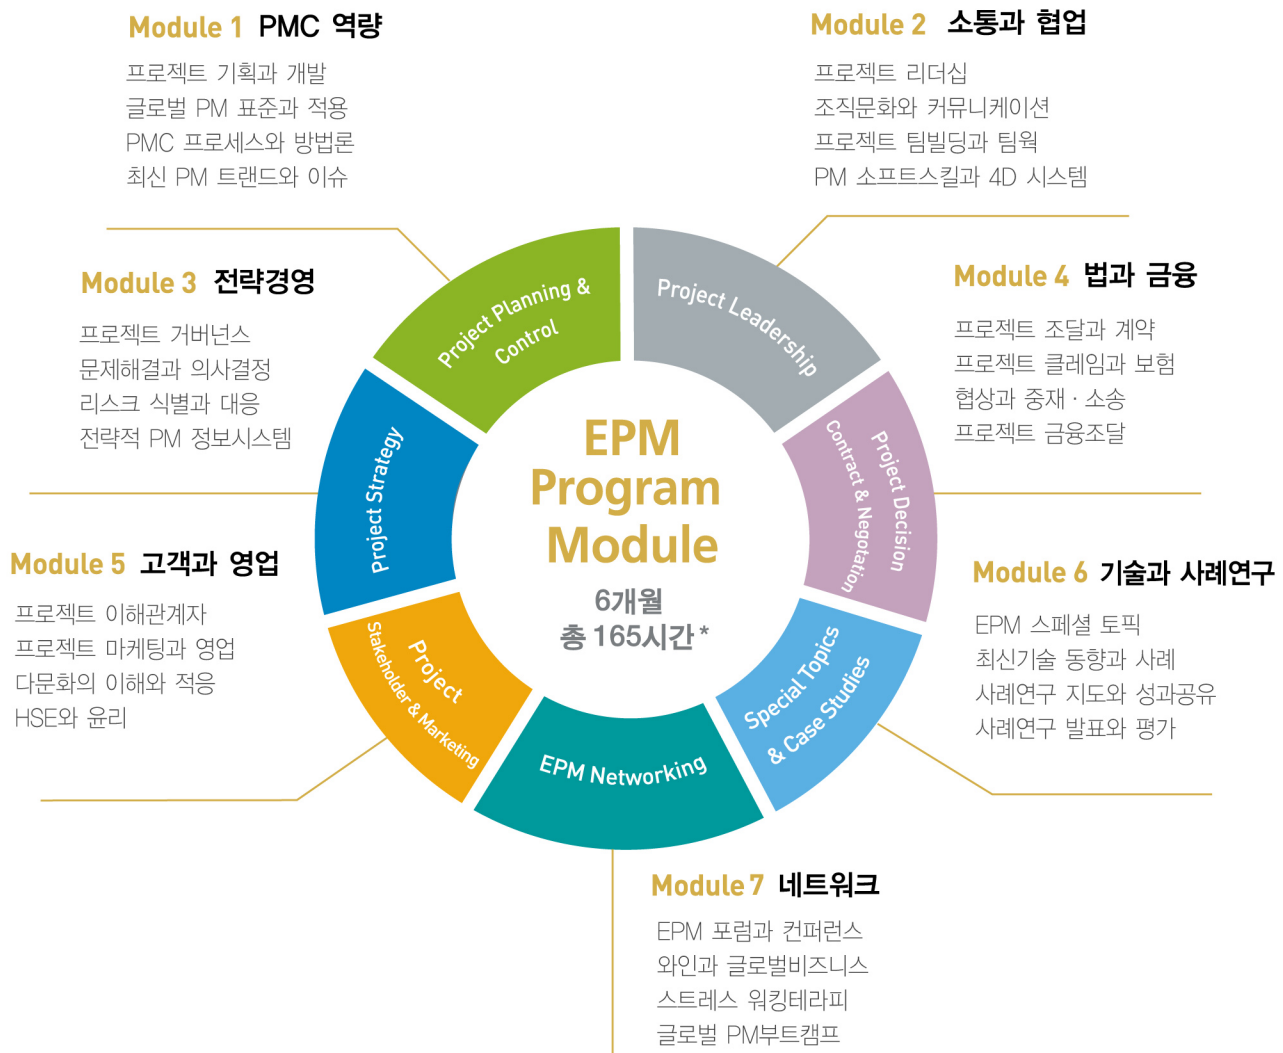 Module 1 PMC 역량
프로젝트 기획과 개발
글로벌 PM 표준과 적용
PMC 프로세스와 방법론
최신 PM 트랜드와 이슈
Module 2 소통과 협업
프로젝트 리더십
조직문화와 커뮤니케이션
프로젝트 팀빌딩과 팀웍
PM 소프트스킬과 4D 시스템
Module 3 전략경영
프로젝트 거버넌스
문제해결과 의사결정
리스크 식별과 대응
전략적 PM 정보시스템
Module 4 법과 금융
프로젝트 조달과 계약
프로젝트 클레임과 보험
협상과 중재 · 소송
프로젝트 금융조달
Project Planning &
Control
Project Leadership
Project Strategy
Project Decision
Contract & Negotation
EPM
Program
Module
6개월
총 165시간*
Module 5 고객과 영업
프로젝트 이해관계자
프로젝트 마케팅과 영업
다문화의 이해와 적응
HSE와 윤리
Module 6 기술과 사례연구
EPM 스페셜 토픽
최신기술 동향과 사례
사례연구 지도와 성과공유
사례연구 발표와 평가
Project
Stakeholder & Marketing
Special Topics
& Case Studies
EPM Networking
Module 7 네트워크
EPM 포럼과 컨퍼런스
와인과 글로벌비즈니스
스트레스 워킹테라피
글로벌 PM부트캠프